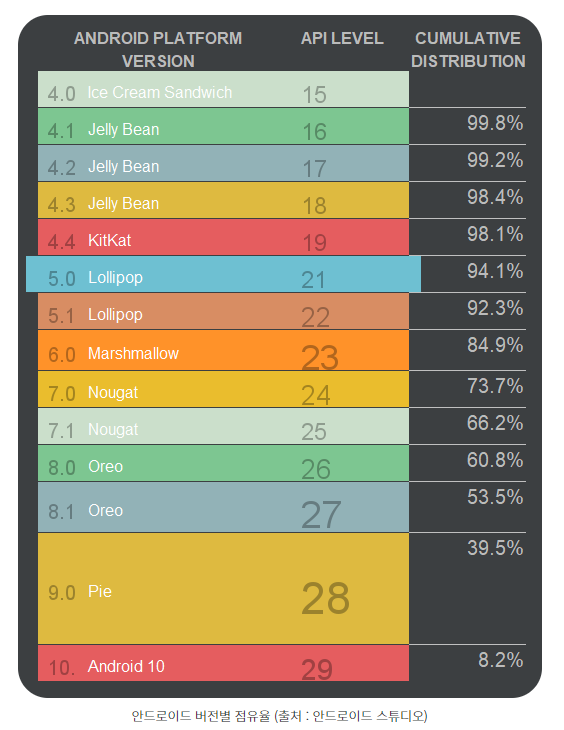 ANDROID PLATFORM VERSION API LEVEL CUMULATIVE DISTRIBUTION
4.0 Ice Cream Sandwich 15
99.8%
4.1 Jelly Bean 16
99.2%
4.2 Jelly Bean 17
98.4%
4.3 Jelly Bean 18
98.1%
4.4 KitKat 19
94.1%
5.0 Lollipop 21
92.3%
5.1 Lollipop 22
84.9%
6.0 Marshmallow 23
73.7%
7.0 Nougat 24
66.2%
7.1 Nougat 25
60.8%
8.0 Oreo 26
53.5%
8.1 Oreo 27
39.5%
9.0 Pie 28
8.2%
10. Android 10 29
안드로이드 버전별 점유율 (출처 : 안드로이드 스튜디오)